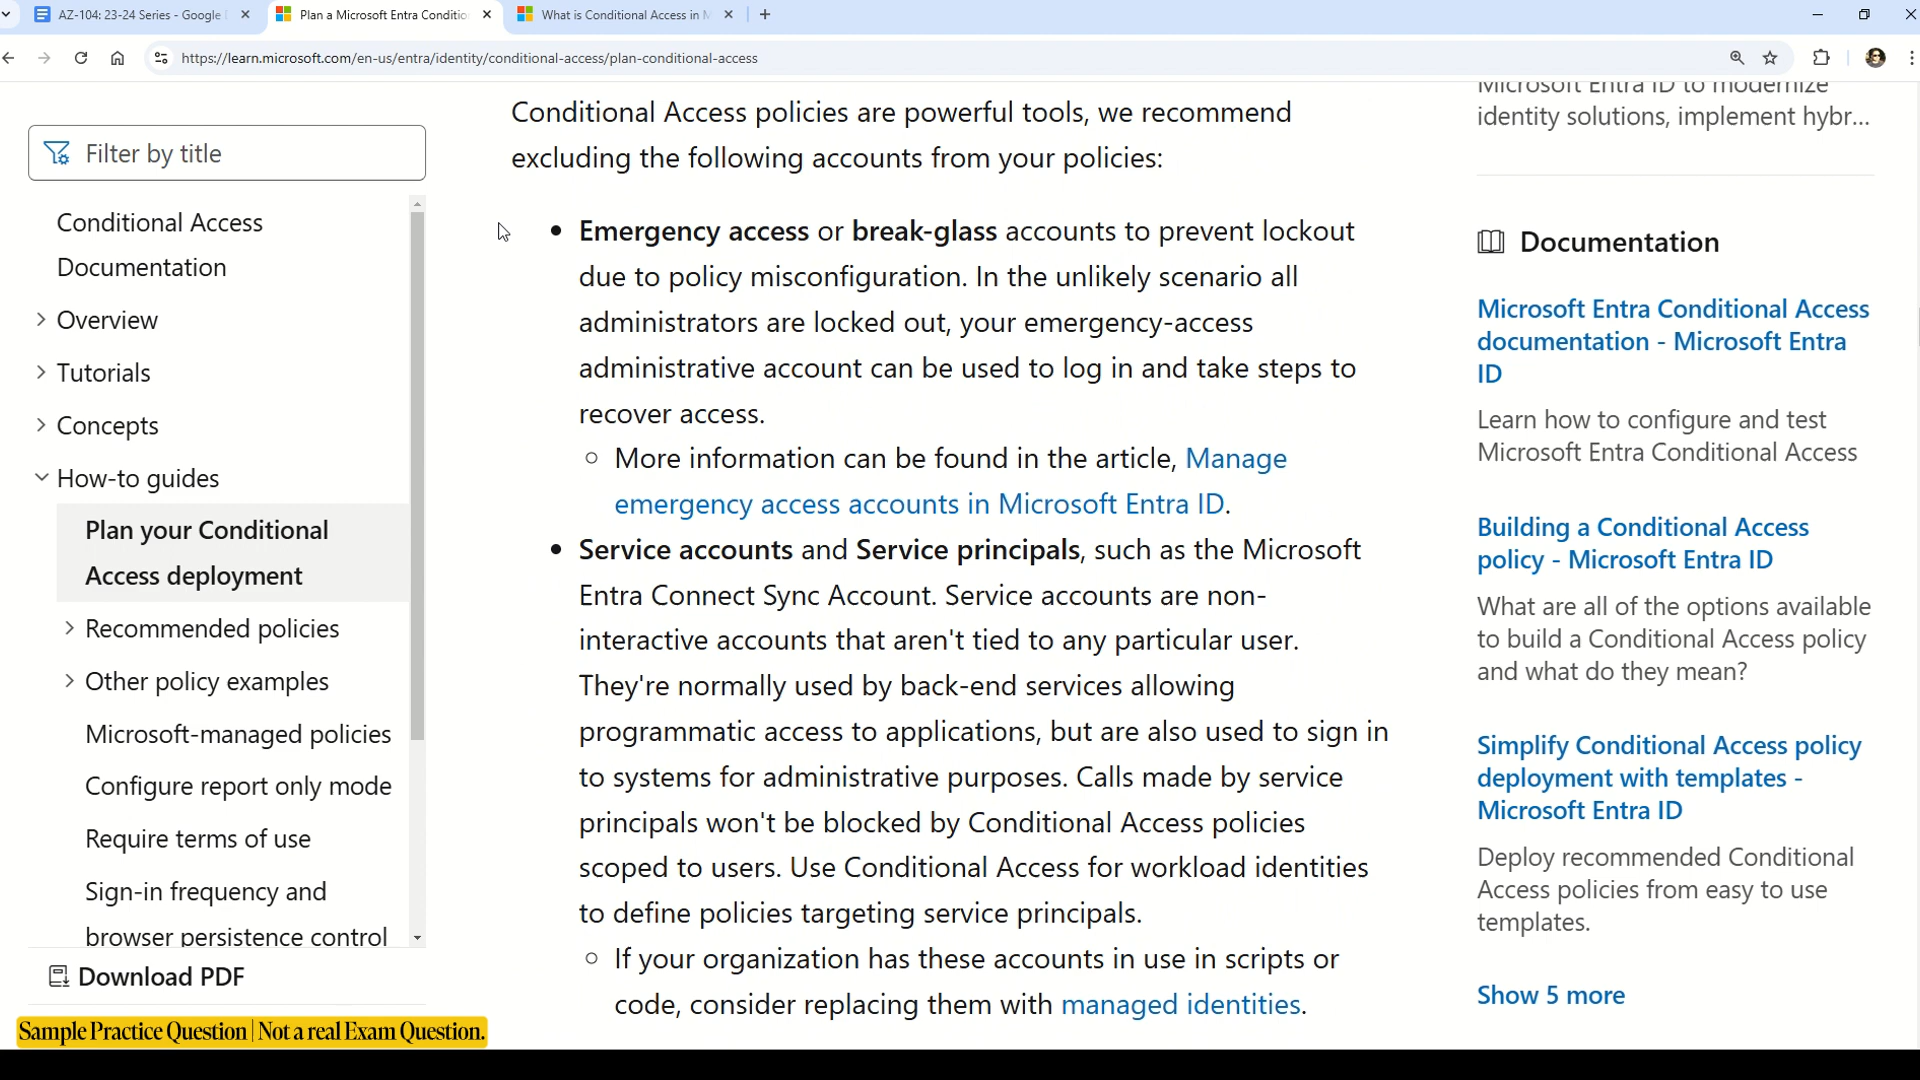 AZ-104: 23-24 Series - Google
Plan a Microsoft Entra Conditio
What is Conditional Access in
https://learn.microsoft.com/en-us/entra/identity/conditional-access/plan-conditional-access
Filter by title
Conditional Access
Documentation
Overview
Tutorials
Concepts
How-to guides
Plan your Conditional
Access deployment
Recommended policies
Other policy examples
Microsoft-managed policies
Configure report only mode
Require terms of use
Sign-in frequency and
browser persistence control
Download PDF
Sample Practice Question | Not a real Exam Question.
Conditional Access policies are powerful tools, we recommend
excluding the following accounts from your policies:
• Emergency access or break-glass accounts to prevent lockout
due to policy misconfiguration. In the unlikely scenario all
administrators are locked out, your emergency-access
administrative account can be used to log in and take steps to
recover access.
○ More information can be found in the article, Manage
emergency access accounts in Microsoft Entra ID.
• Service accounts and Service principals, such as the Microsoft
Entra Connect Sync Account. Service accounts are non-
interactive accounts that aren't tied to any particular user.
They're normally used by back-end services allowing
programmatic access to applications, but are also used to sign in
to systems for administrative purposes. Calls made by service
principals won't be blocked by Conditional Access policies
scoped to users. Use Conditional Access for workload identities
to define policies targeting service principals.
○ If your organization has these accounts in use in scripts or
code, consider replacing them with managed identities.
Microsoft Entra ID to modernize
identity solutions, implement hybr...
Documentation
Microsoft Entra Conditional Access
documentation - Microsoft Entra
ID
Learn how to configure and test
Microsoft Entra Conditional Access
Building a Conditional Access
policy - Microsoft Entra ID
What are all of the options available
to build a Conditional Access policy
and what do they mean?
Simplify Conditional Access policy
deployment with templates -
Microsoft Entra ID
Deploy recommended Conditional
Access policies from easy to use
templates.
Show 5 more